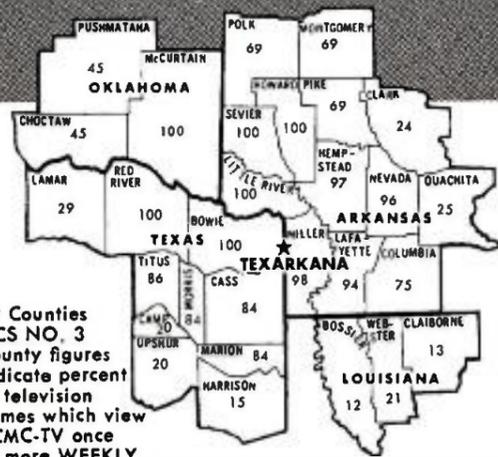 PUSHMATAHA
45
OKLAHOMA
McCURTAIN
100
CHOCTAW
45
POLK
69
MONTGOMERY
69
HOWARD
100
PIKE
69
CLARK
24
SEVIER
100
LITTLE RIVER
100
HEMP-
STEAD
97
NEVADA
96
OUACHITA
25
ARKANSAS
LAMAR
29
RED
RIVER
100
BOWIE
100
TEXAS
TEXARKANA
MILLER
98
LAFA-
YETTE
94
COLUMBIA
75
TITUS
86
MORRIS
84
CASS
84
CAMP
20
UPSHUR
20
MARION 84
HARRISON
15
BOSSIER
12
WEB-
STER
21
CLAIBORNE
13
LOUISIANA
Counties
CS NO. 3
ounty figures
dicate percent
television
mes which view
CMC-TV once
more WEEKLY